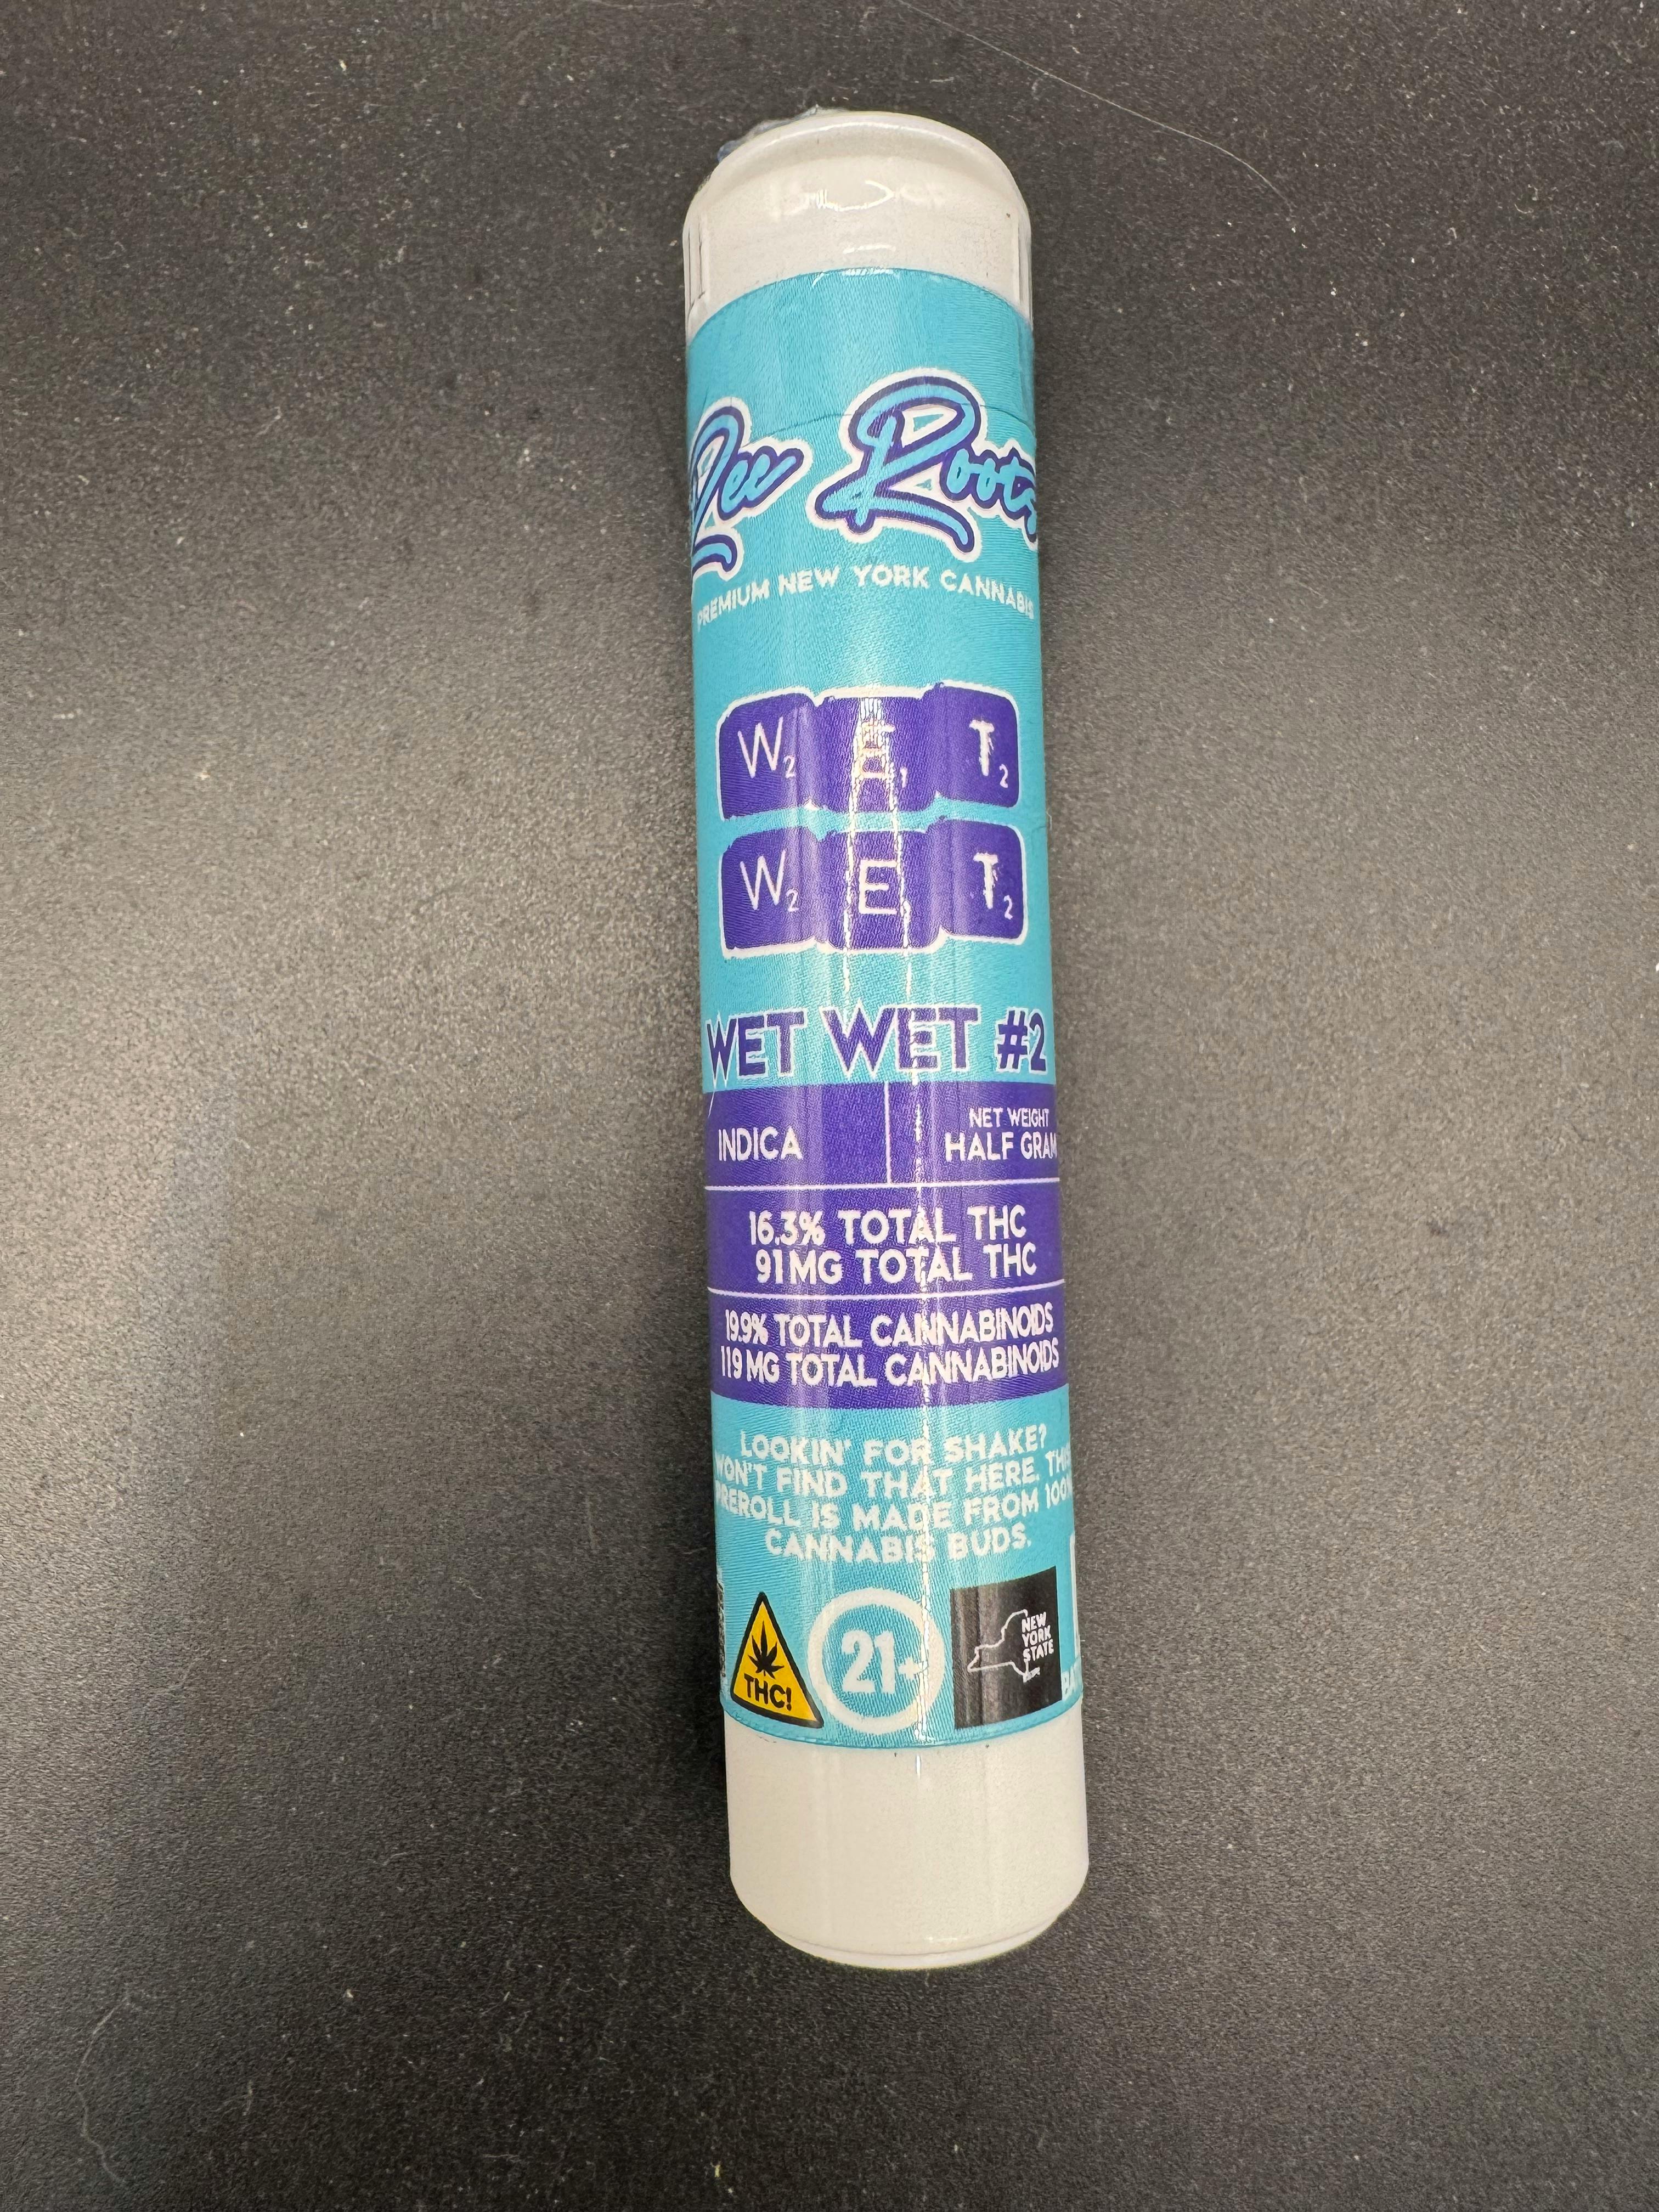 Rec Roots
PREMIUM NEW YORK CANNABIS
W2 E1 T2
W2 E1 T2
WET WET #2
INDICA
NET WEIGHT
HALF GRAM
16.3% TOTAL THC
91MG TOTAL THC
19.9% TOTAL CANNABINOIDS
119 MG TOTAL CANNABINOIDS
LOOKIN' FOR SHAKE?
WON'T FIND THAT HERE. THIS
PREROLL IS MADE FROM 100%
CANNABIS BUDS.
THC!
21+
NEW
YORK
STATE